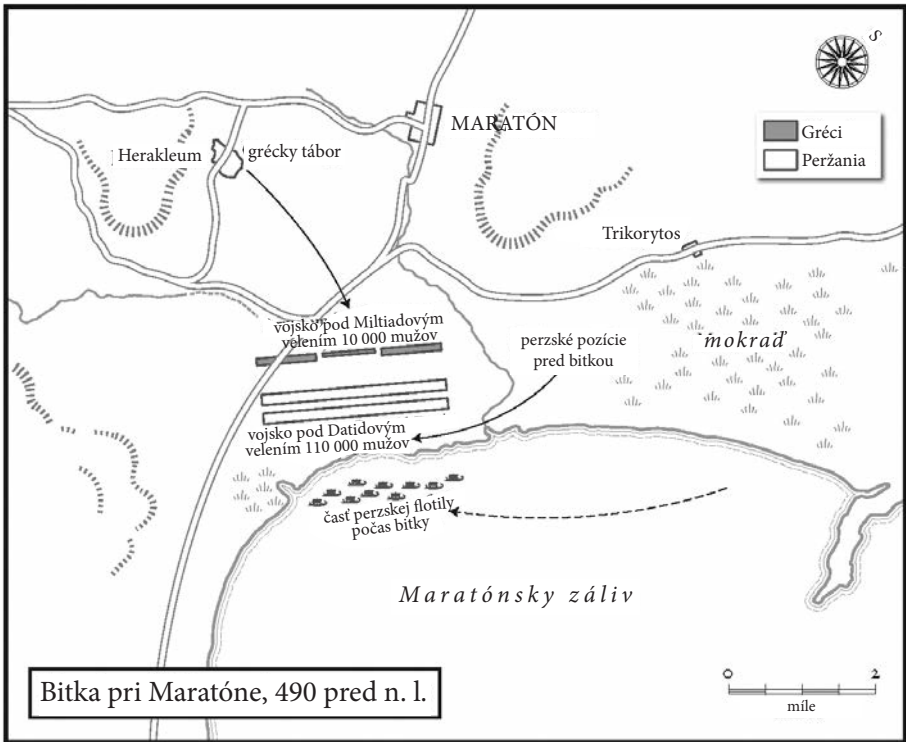 S
MARATÓN
Gréci
Peržania
Herakleum
grécky tábor
Trikorytos
vojsko pod Miltiadovým
velením 10 000 mužov
perzské pozície
pred bitkou
mokraď
vojsko pod Datidovým
velením 110 000 mužov
časť perzskej flotily
počas bitky
Maratónsky záliv
Bitka pri Maratóne, 490 pred n. l.
0 2
míle